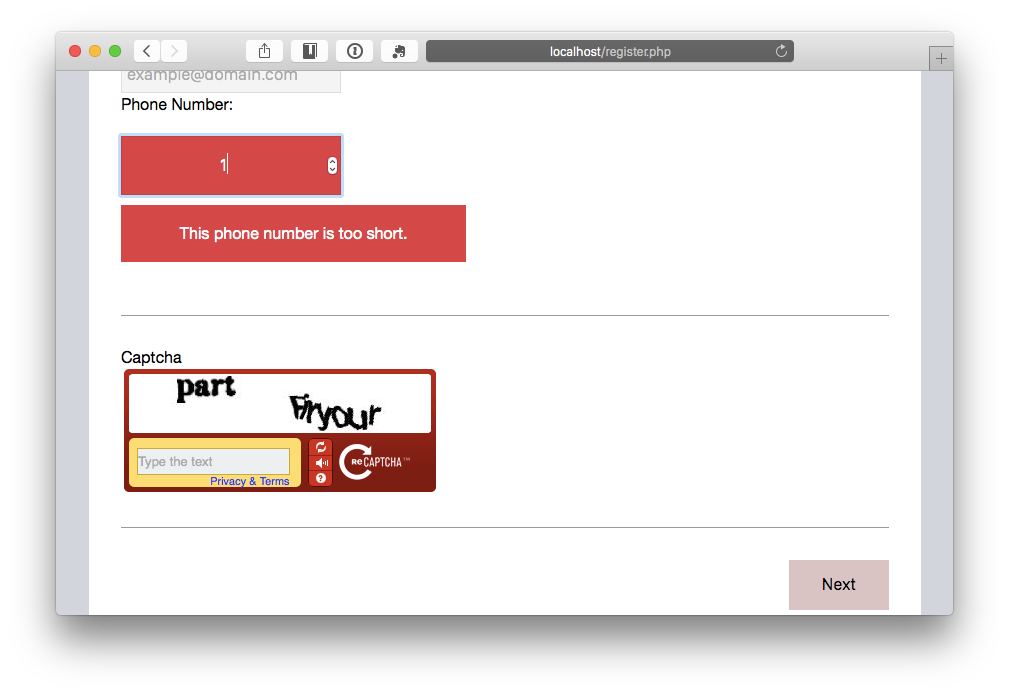 localhost/register.php
example@domain.com
Phone Number:
1
This phone number is too short.
Captcha
part
Type the text
Privacy & Terms
reCAPTCHA™
Next